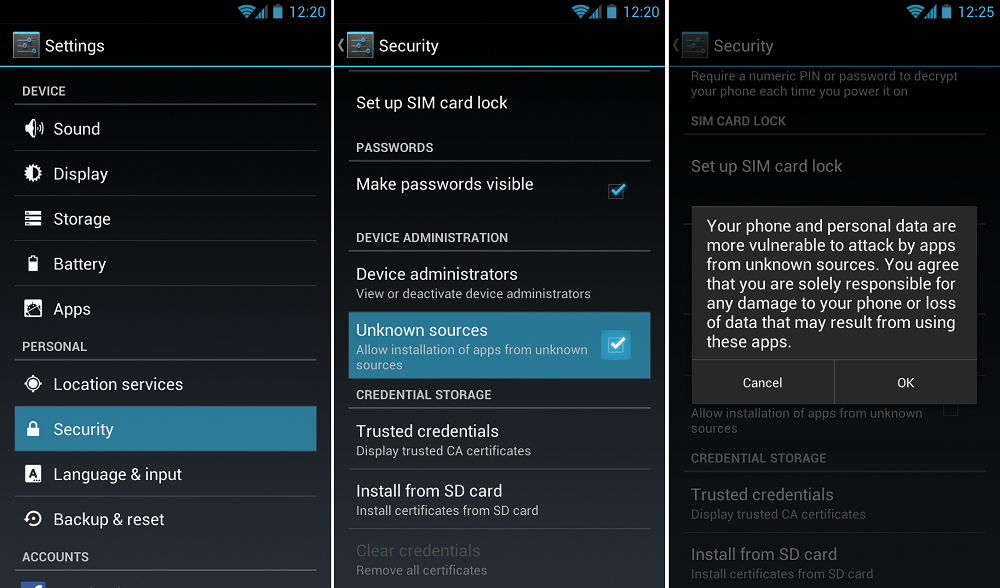 12:20
Settings
DEVICE
Sound
Display
Storage
Battery
Apps
PERSONAL
Location services
Security
Language & input
Backup & reset
ACCOUNTS
12:20
Security
Set up SIM card lock
PASSWORDS
Make passwords visible
DEVICE ADMINISTRATION
Device administrators
View or deactivate device administrators
Unknown sources
Allow installation of apps from unknown
sources
CREDENTIAL STORAGE
Trusted credentials
Display trusted CA certificates
Install from SD card
Install certificates from SD card
Clear credentials
Remove all certificates
12:25
Security
Require a numeric PIN or password to decrypt
your phone each time you power it on
SIM CARD LOCK
Set up SIM card lock
Your phone and personal data are
more vulnerable to attack by apps
from unknown sources. You agree
that you are solely responsible for
any damage to your phone or loss
of data that may result from using
these apps.
Cancel
OK
Allow installation of apps from unknown
sources
CREDENTIAL STORAGE
Trusted credentials
Display trusted CA certificates
Install from SD card
Install certificates from SD card